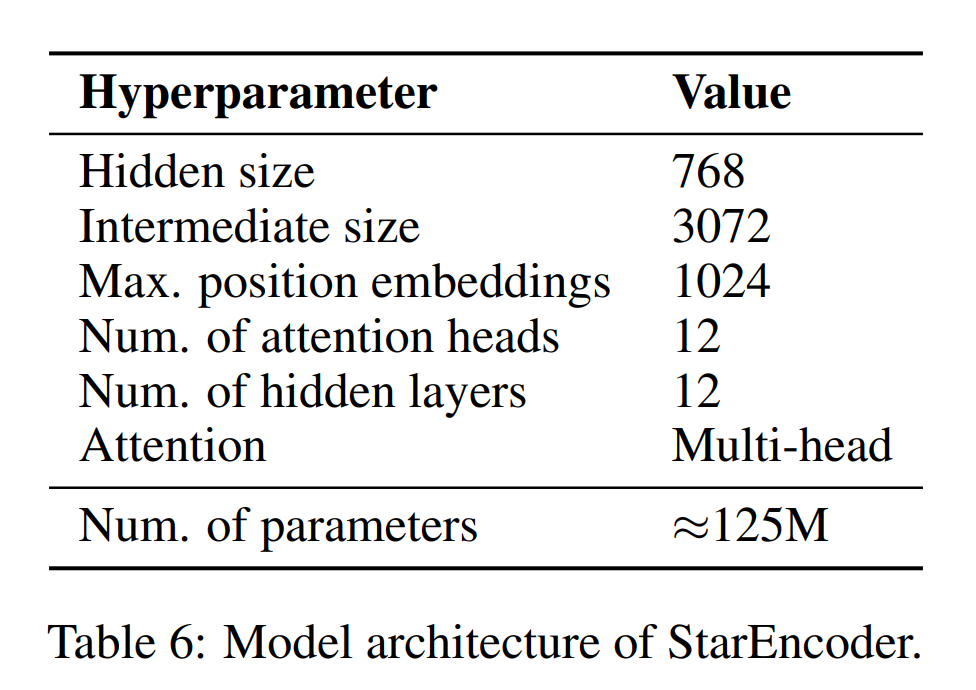 Hyperparameter Value
Hidden size 768
Intermediate size 3072
Max. position embeddings 1024
Num. of attention heads 12
Num. of hidden layers 12
Attention Multi-head
Num. of parameters ≈125M
Table 6: Model architecture of StarEncoder.